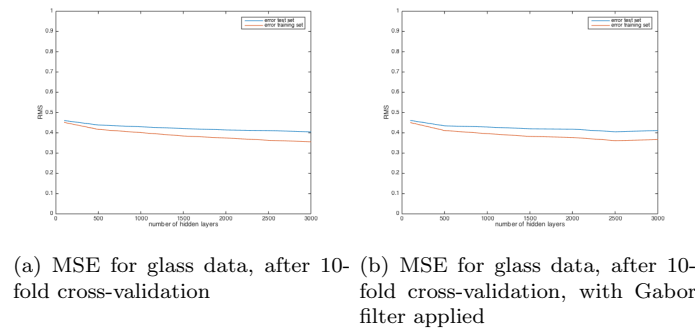 1
0.9
0.8
0.7
0.6
0.5
0.4
0.3
0.2
0.1
0
RMS
0
500
1000
1500
2000
2500
3000
number of hidden layers
error test set
error training set
1
0.9
0.8
0.7
0.6
0.5
0.4
0.3
0.2
0.1
0
RMS
0
500
1000
1500
2000
2500
3000
number of hidden layers
error test set
error training set
(a) MSE for glass data, after 10-
fold cross-validation
(b) MSE for glass data, after 10-
fold cross-validation, with Gabor
filter applied